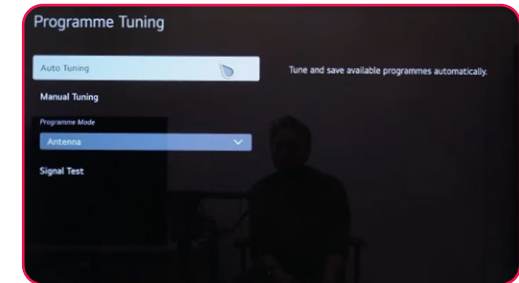 Programme Tuning
Auto Tuning
Tune and save available programmes automatically.
Manual Tuning
Programme Mode
Antenna
Signal Test